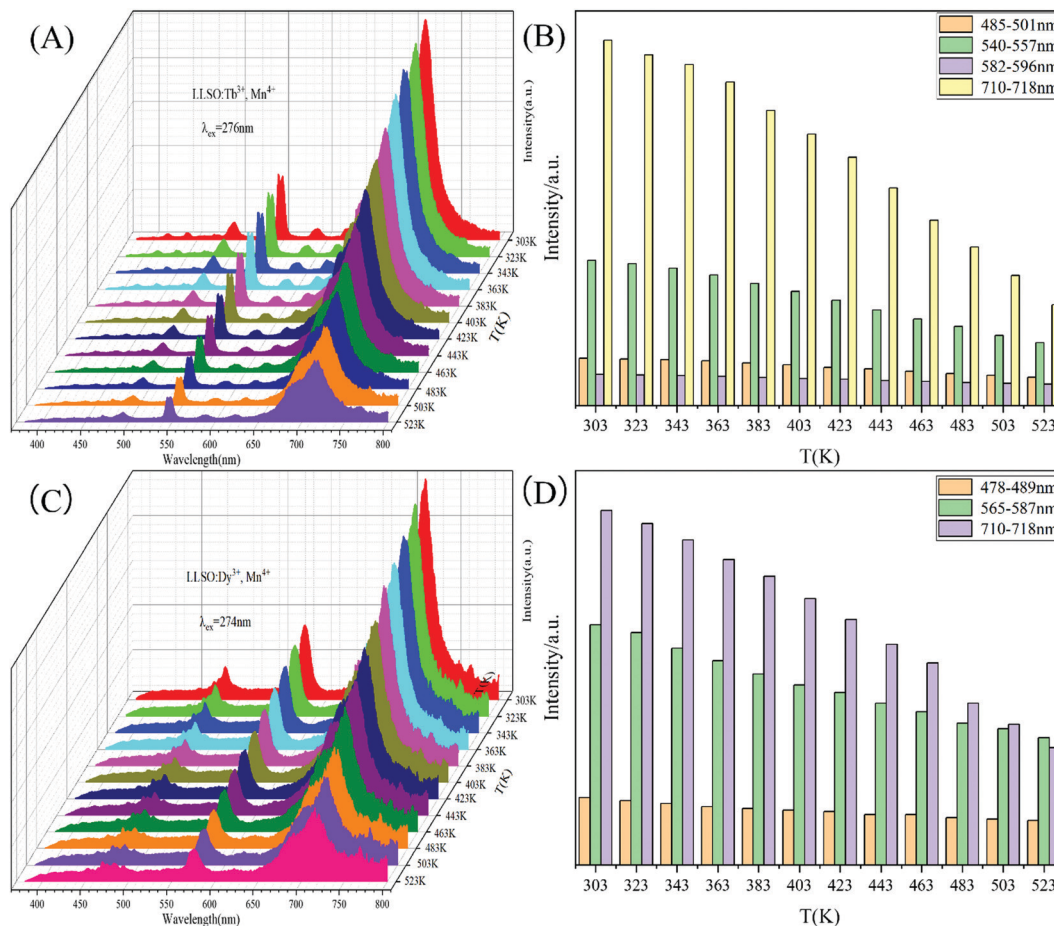 (A)
LLSO:Tb³⁺, Mn⁴⁺
λex=276nm
Intensity(a.u.)
303K
323K
343K
363K
383K
403K
423K
443K
463K
483K
503K
523K
T(K)
400 450 500 550 600 650 700 750 800
Wavelength(nm)
(B)
485-501nm
540-557nm
582-596nm
710-718nm
Intensity/a.u.
303 323 343 363 383 403 423 443 463 483 503 523
T(K)
(C)
LLSO:Dy³⁺, Mn⁴⁺
λex=274nm
Intensity(a.u.)
T(K)
303K
323K
343K
363K
383K
403K
423K
443K
463K
483K
503K
523K
T(K)
400 450 500 550 600 650 700 750 800
Wavelength(nm)
(D)
478-489nm
565-587nm
710-718nm
Intensity/a.u.
303 323 343 363 383 403 423 443 463 483 503 523
T(K)